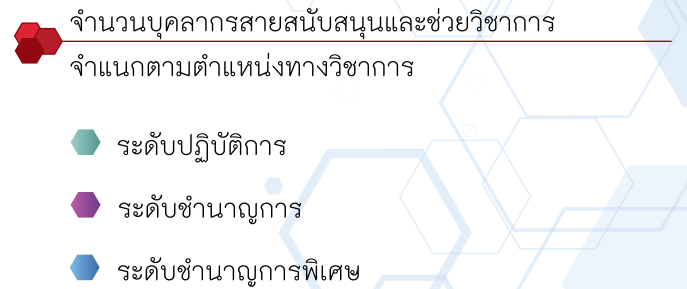 จำนวนบุคลากรสายสนับสนุนและช่วยวิชาการ
จำแนกตามตำแหน่งทางวิชาการ
ระดับปฏิบัติการ
ระดับชำนาญการ
ระดับชำนาญการพิเศษ